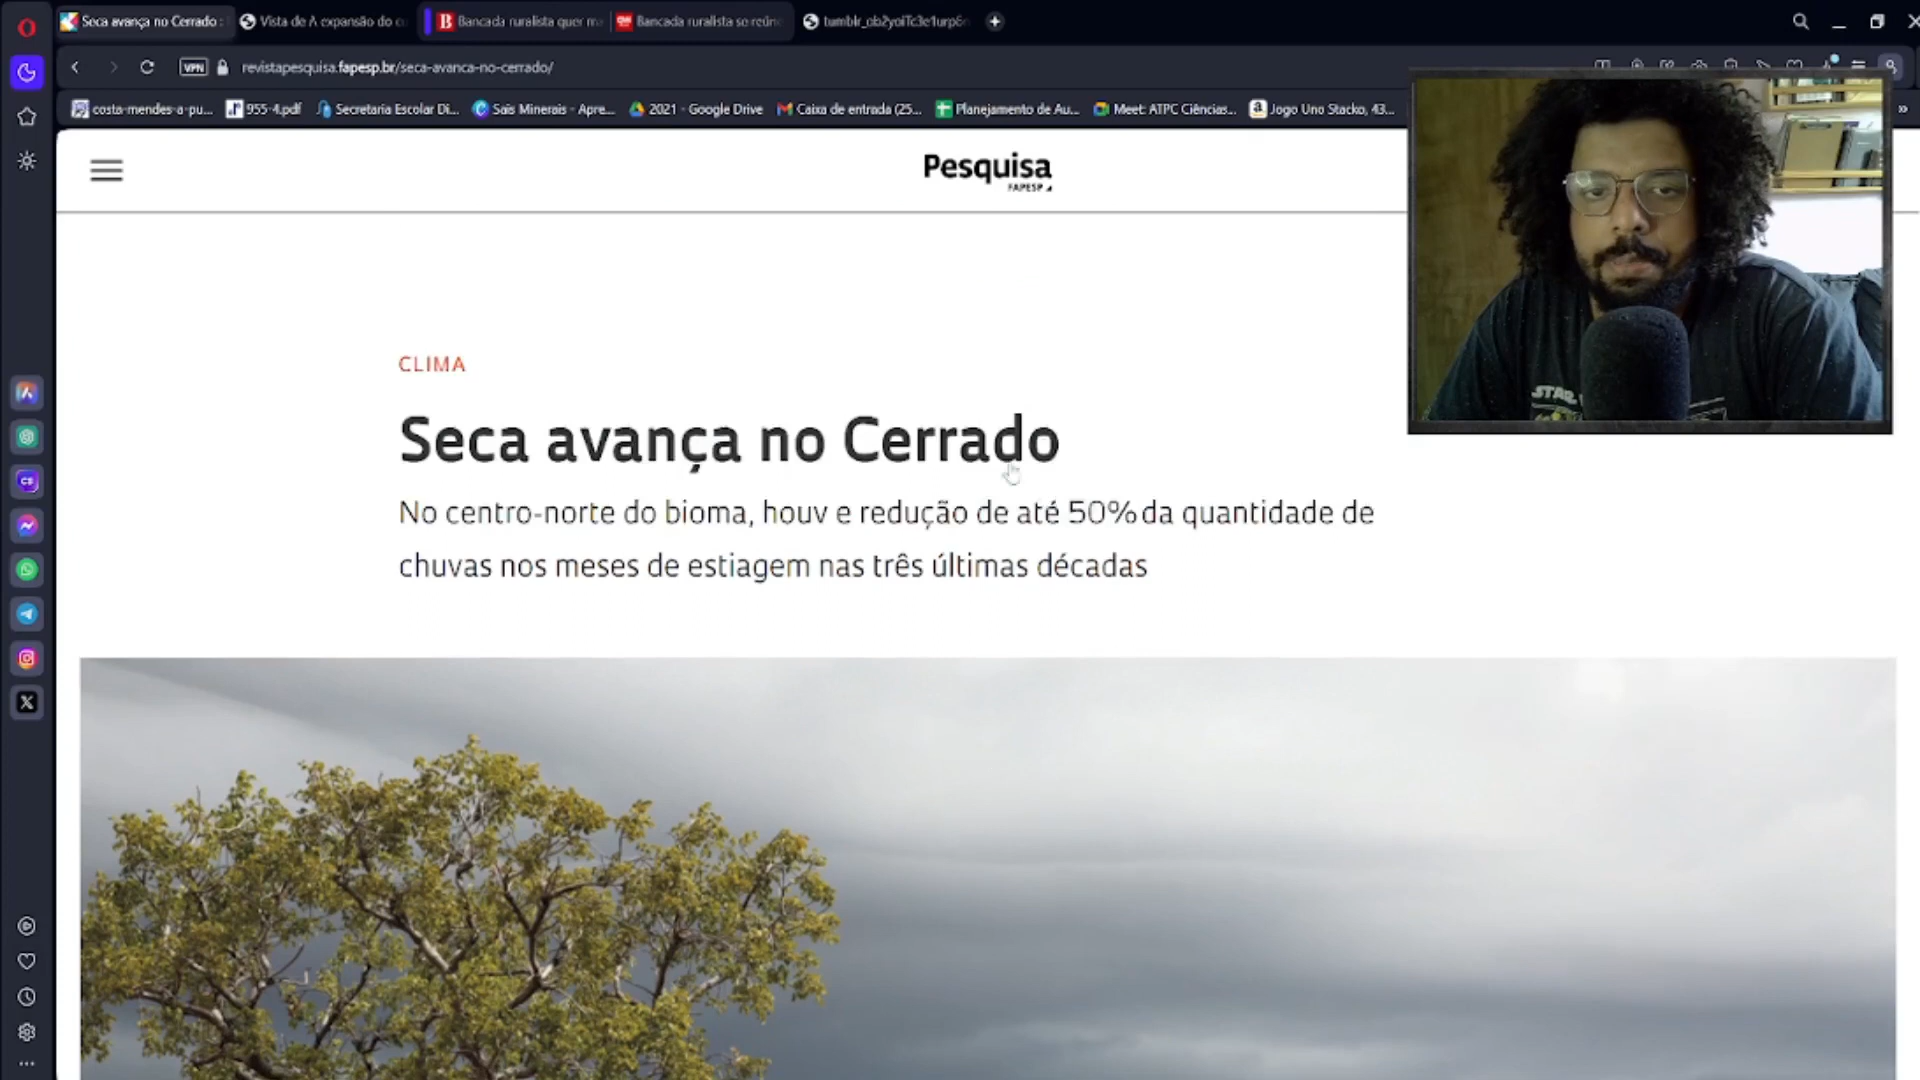 Seca avança no Cerrado :
Vista de A expansão do c
Bancada ruralista quer m
Bancada ruralista se reún
VPN
revistapesquisa.fapesp.br/seca-avanca-no-cerrado/
costa-mendes-a-pu...
955-4.pdf
Secretaria Escolar Di...
Sais Minerais - Apre...
2021 - Google Drive
Caixa de entrada (25...
Planejamento de Au...
Meet: ATPC Ciências...
Jogo Uno Stacko, 43...
Pesquisa
FAPESP
CLIMA
Seca avança no Cerrado
No centro-norte do bioma, houv e redução de até 50% da quantidade de
chuvas nos meses de estiagem nas três últimas décadas
STAR